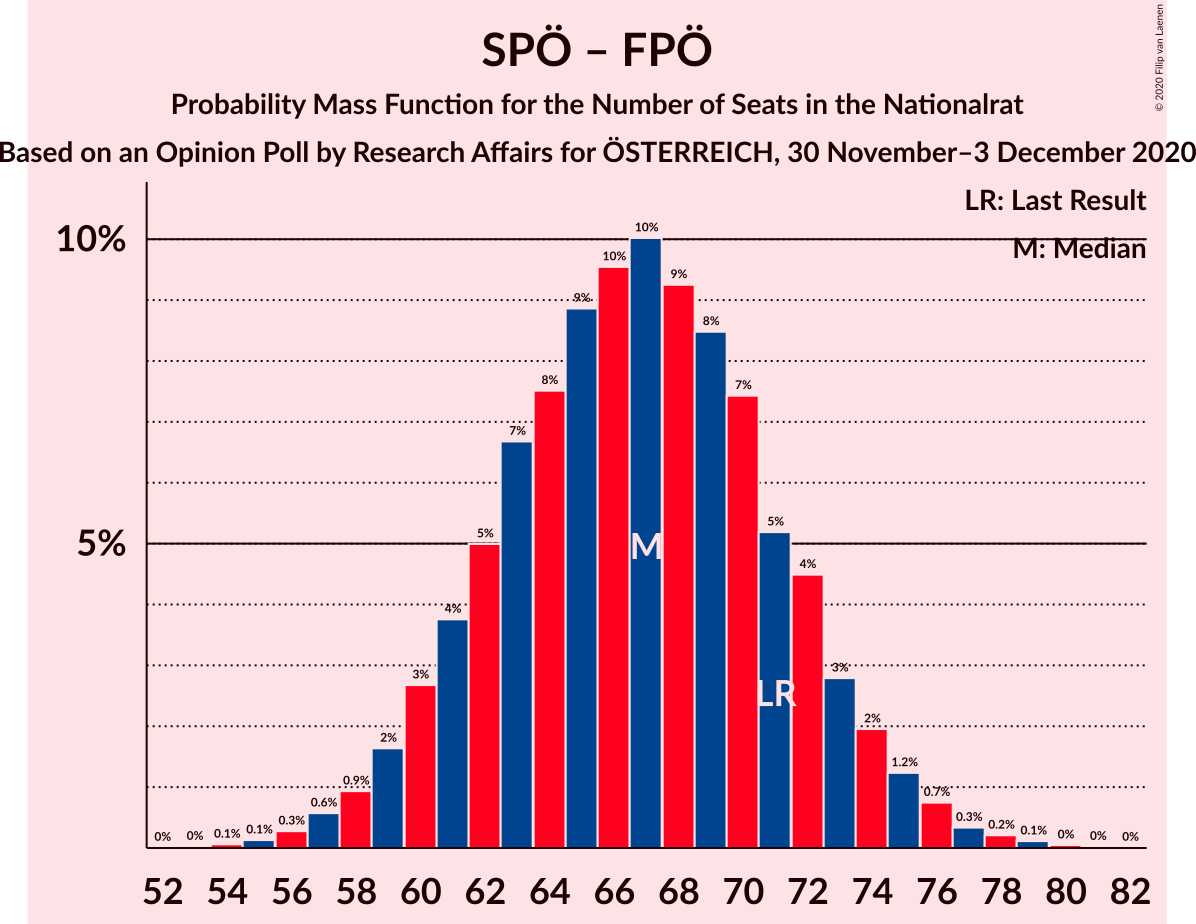 SPÖ – FPÖ
Probability Mass Function for the Number of Seats in the Nationalrat
Based on an Opinion Poll by Research Affairs for ÖSTERREICH, 30 November–3 December 2020
© 2020 Filip van Laenen
LR: Last Result
M: Median
10%
5%
0% 0% 0.1% 0.1% 0.3% 0.6% 0.9% 2% 3% 4% 5% 7% 8% 9% 10% 10% 9% 8% 7% 5% 4% 3% 2% 1.2% 0.7% 0.3% 0.2% 0.1% 0% 0% 0%
M
LR
52 54 56 58 60 62 64 66 68 70 72 74 76 78 80 82